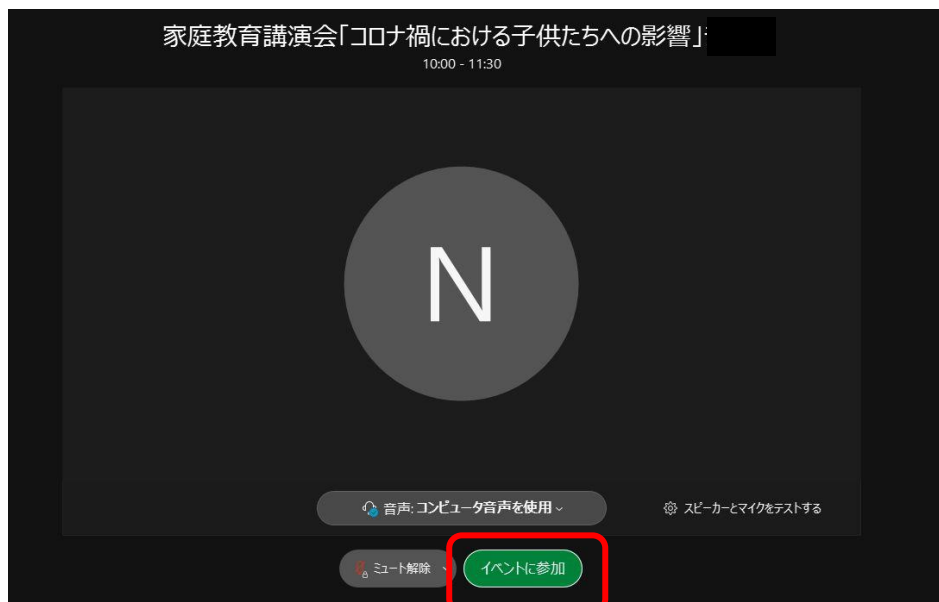 家庭教育講演会「コロナ禍における子供たちへの影響」
10:00 - 11:30
N
音声: コンピュータ音声を使用
スピーカーとマイクをテストする
ミュート解除
イベントに参加